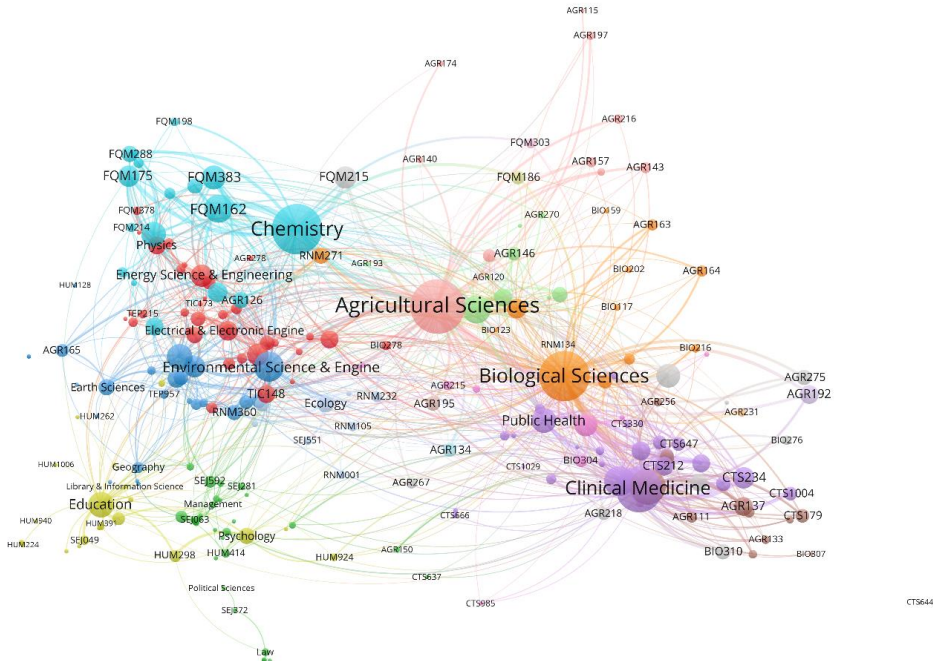 AGR115
AGR197
AGR174
AGR216
FQM198
FQM303
FQM288
AGR140
AGR157
AGR143
FQM175
FQM383
FQM215
FQM186
FQM378
FQM162
AGR270
BIO159
FQM214
Chemistry
AGR163
Physics
RNM271
AGR146
AGR278
AGR193
Energy Science & Engineering
BIO202
AGR164
AGR120
HUM128
TIC173
AGR126
Agricultural Sciences
BIO117
TEP215
Electrical & Electronic Engine
BIO123
AGR165
BIO278
RNM134
BIO216
Environmental Science & Engine
Biological Sciences
AGR275
Earth Sciences
TEP957
TIC148
RNM232
AGR215
AGR192
Ecology
AGR195
AGR256
HUM262
RNM360
AGR231
RNM105
Public Health
CTS330
SEJ551
BIO276
AGR134
CTS647
HUM1006
Geography
CTS1029
BIO304
CTS212
RNM001
CTS234
Library & Information Science
SEJ592
SEJ281
AGR267
Clinical Medicine
CTS1004
Education
Management
AGR137
HUM940
HUM391
SEJ063
CTS666
AGR218
AGR111
CTS179
SEJ049
Psychology
AGR133
HUM224
HUM298
HUM414
HUM924
AGR150
BIO310
BIO307
CTS637
Political Sciences
SEJ372
CTS985
CTS644
Law